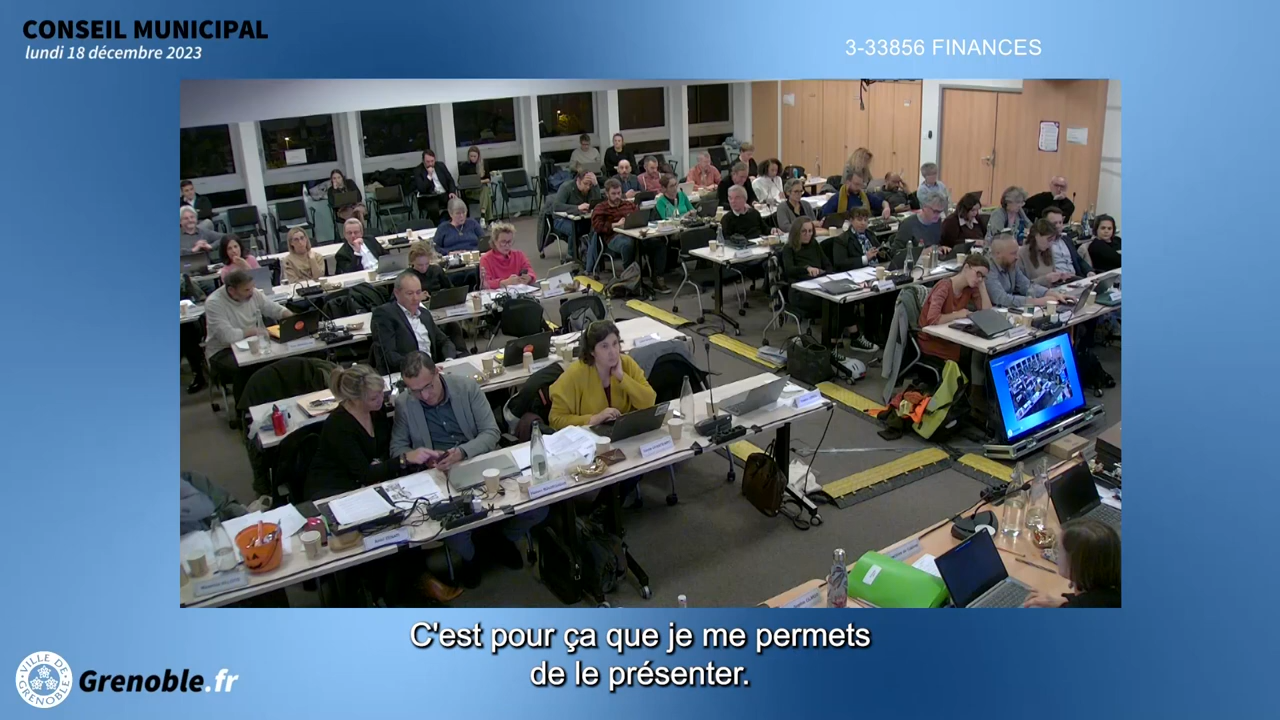 CONSEIL MUNICIPAL
lundi 18 décembre 2023
3-33856 FINANCES
C'est pour ça que je me permets
de le présenter.
VILLE DE
GRENOBLE
Grenoble.fr